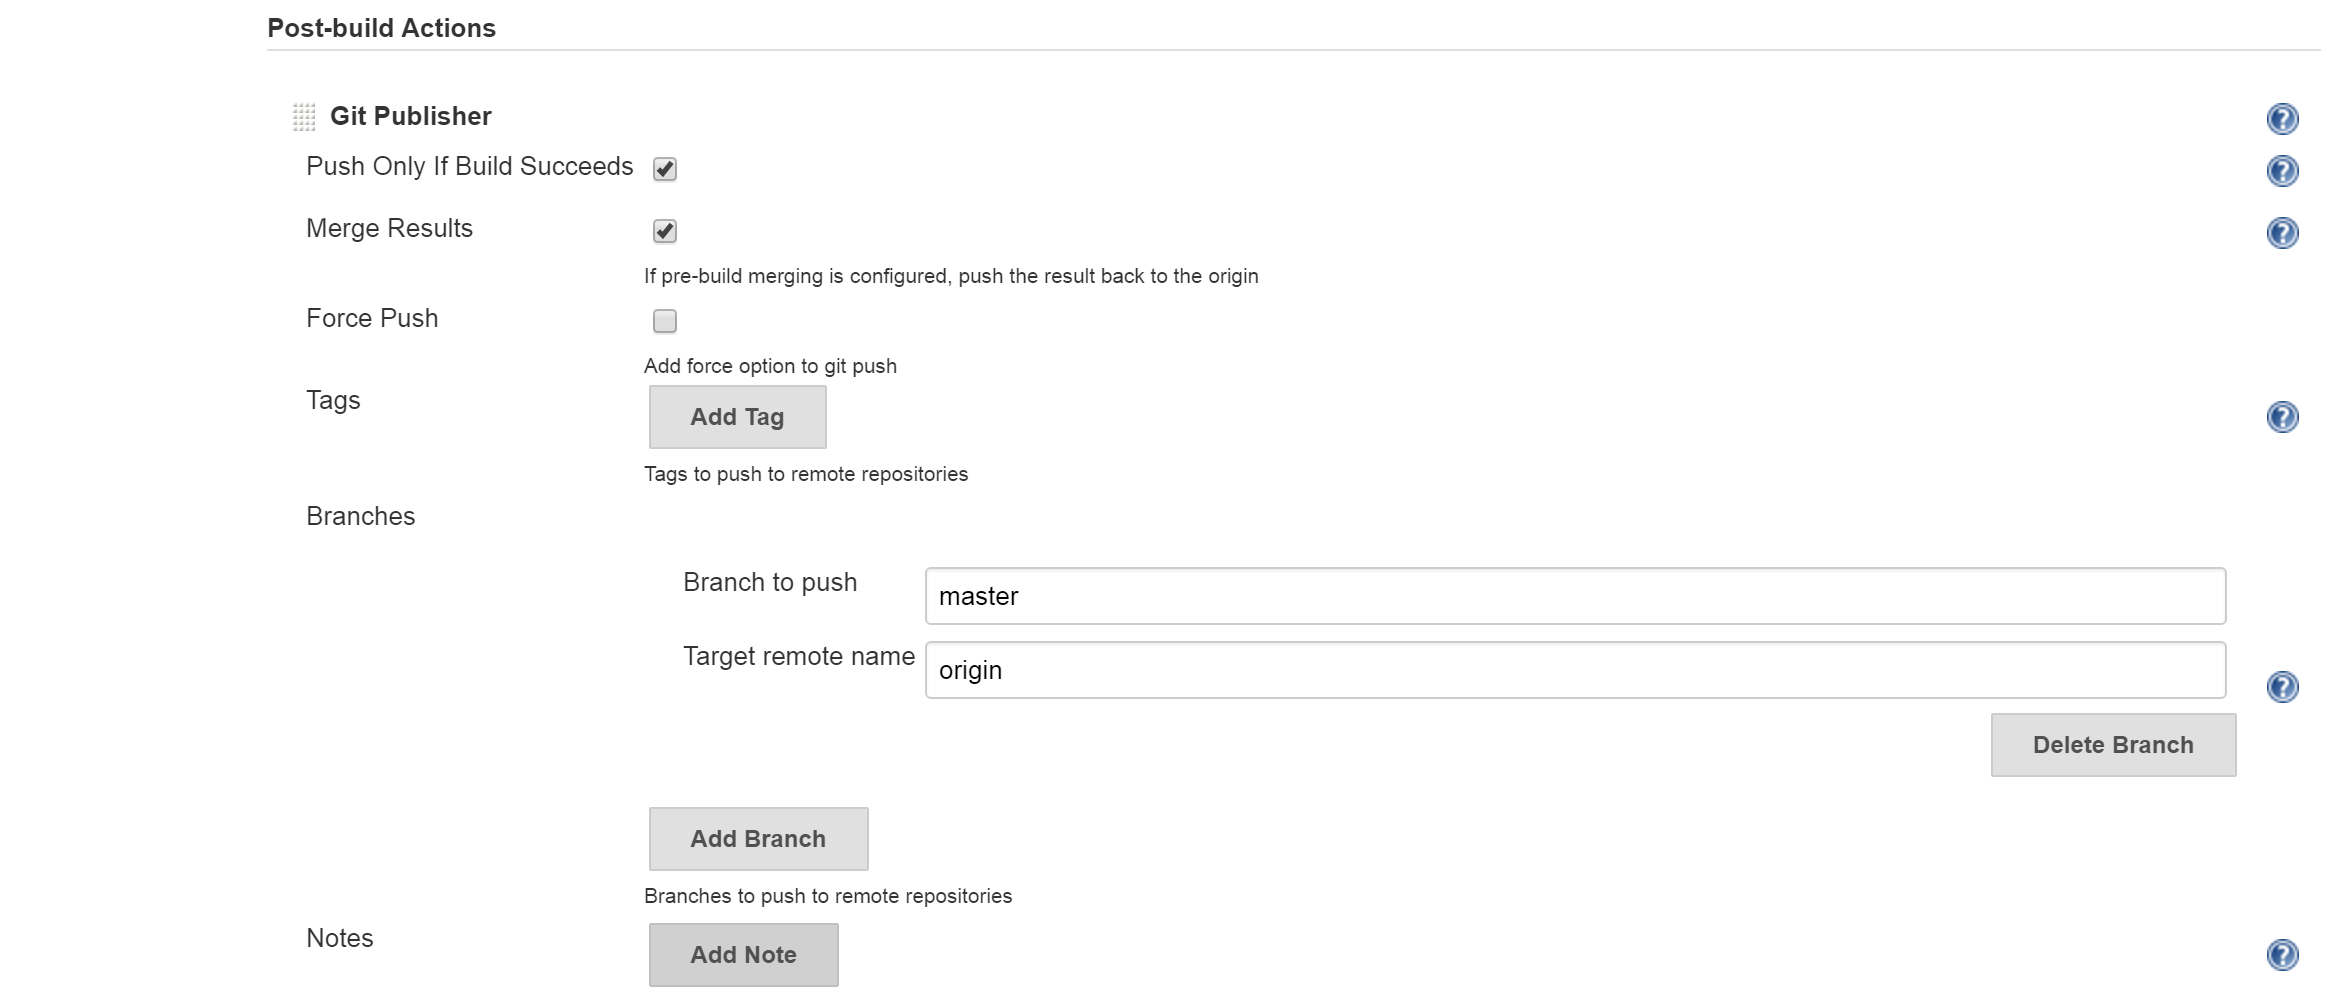 Post-build Actions
Git Publisher
Push Only If Build Succeeds
Merge Results
If pre-build merging is configured, push the result back to the origin
Force Push
Add force option to git push
Tags
Add Tag
Tags to push to remote repositories
Branches
Branch to push
master
Target remote name
origin
Delete Branch
Add Branch
Branches to push to remote repositories
Notes
Add Note